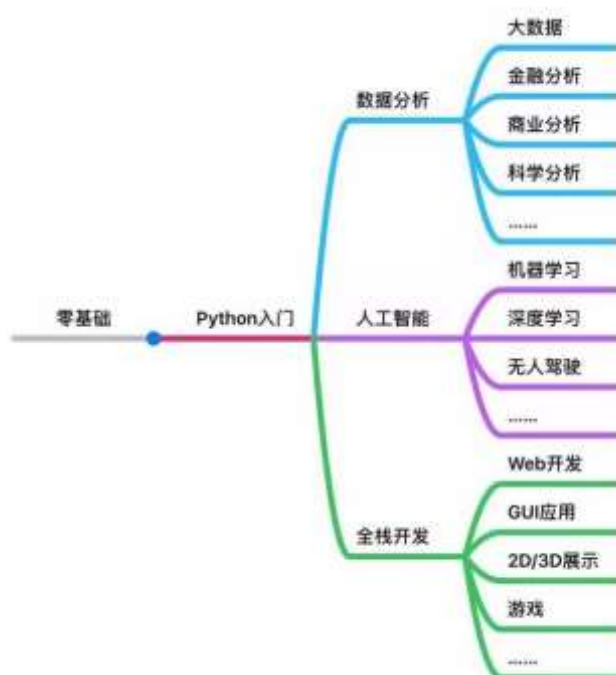 大数据
金融分析
数据分析
商业分析
科学分析
......
机器学习
零基础
Python入门
人工智能
深度学习
无人驾驶
......
Web开发
GUI应用
全栈开发
2D/3D展示
游戏
......